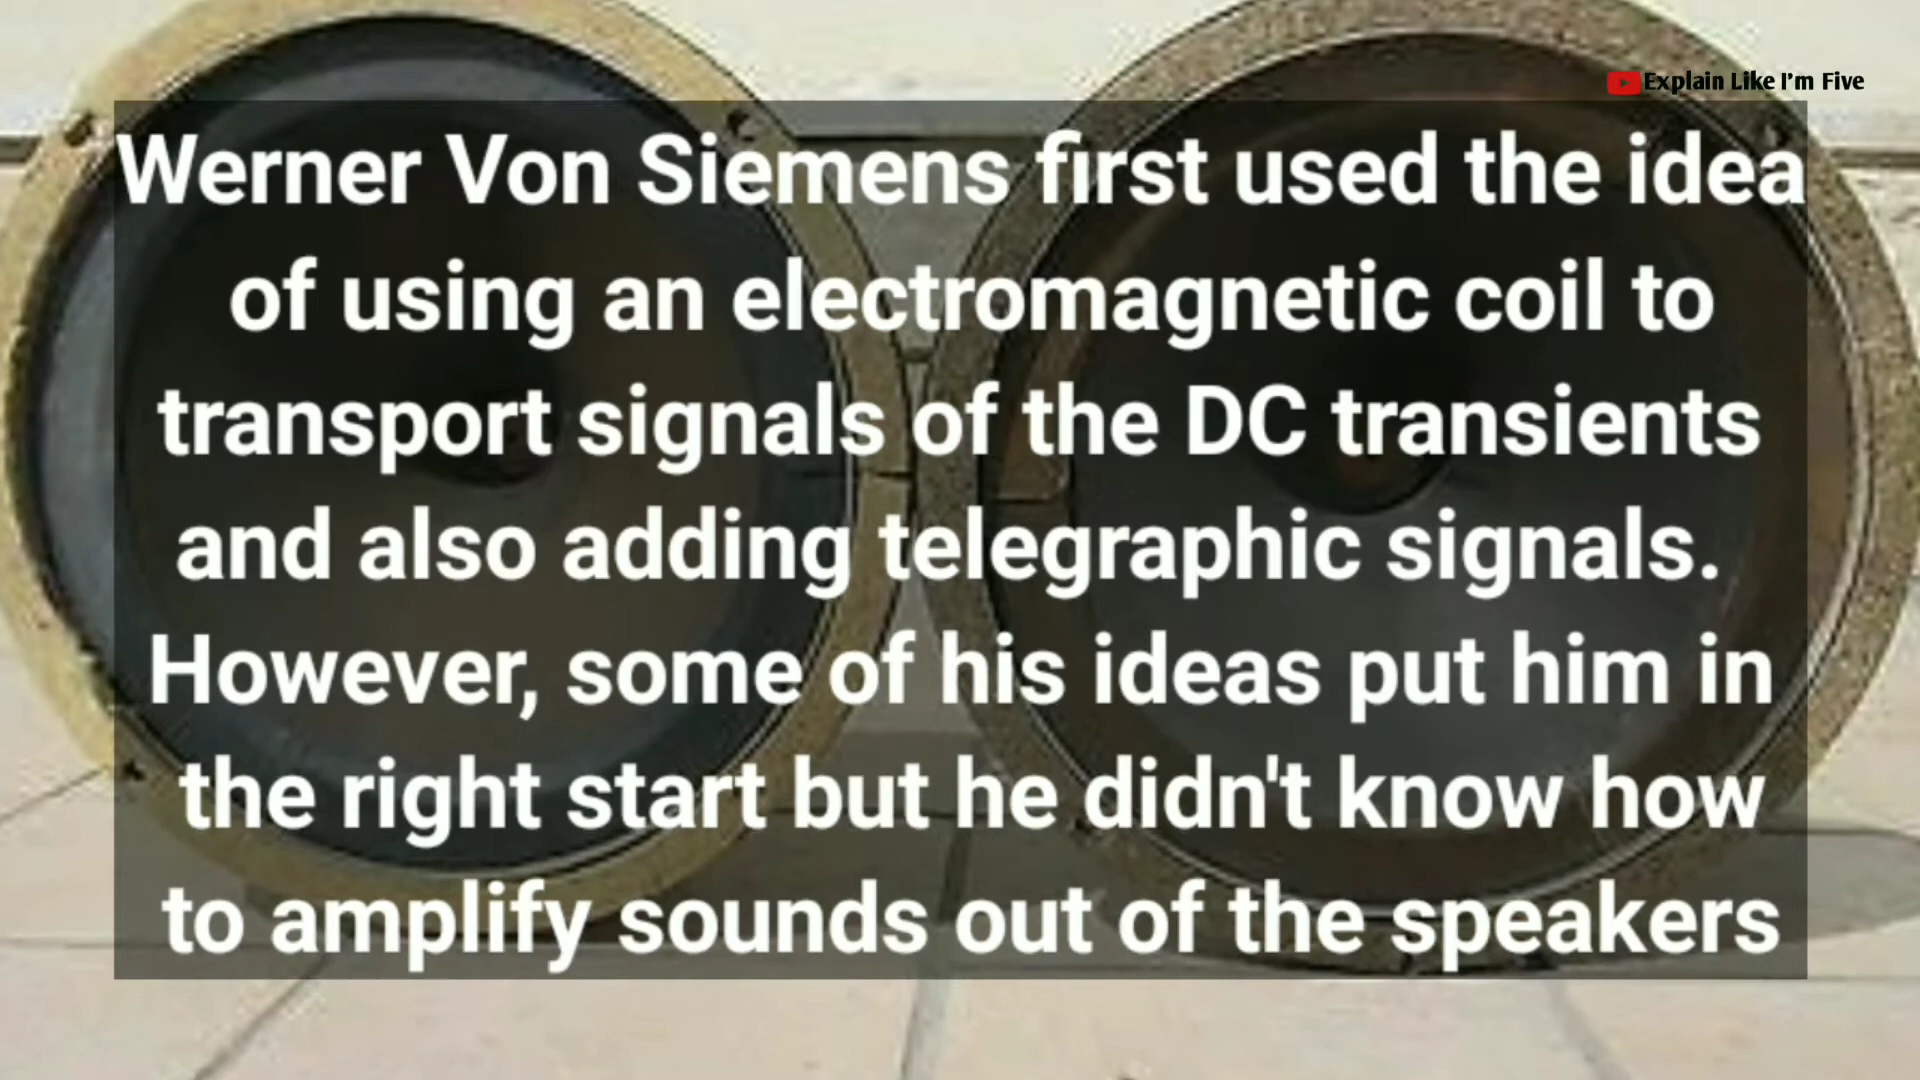 Explain Like I'm Five
Werner Von Siemens first used the idea
of using an electromagnetic coil to
transport signals of the DC transients
and also adding telegraphic signals.
However, some of his ideas put him in
the right start but he didn't know how
to amplify sounds out of the speakers